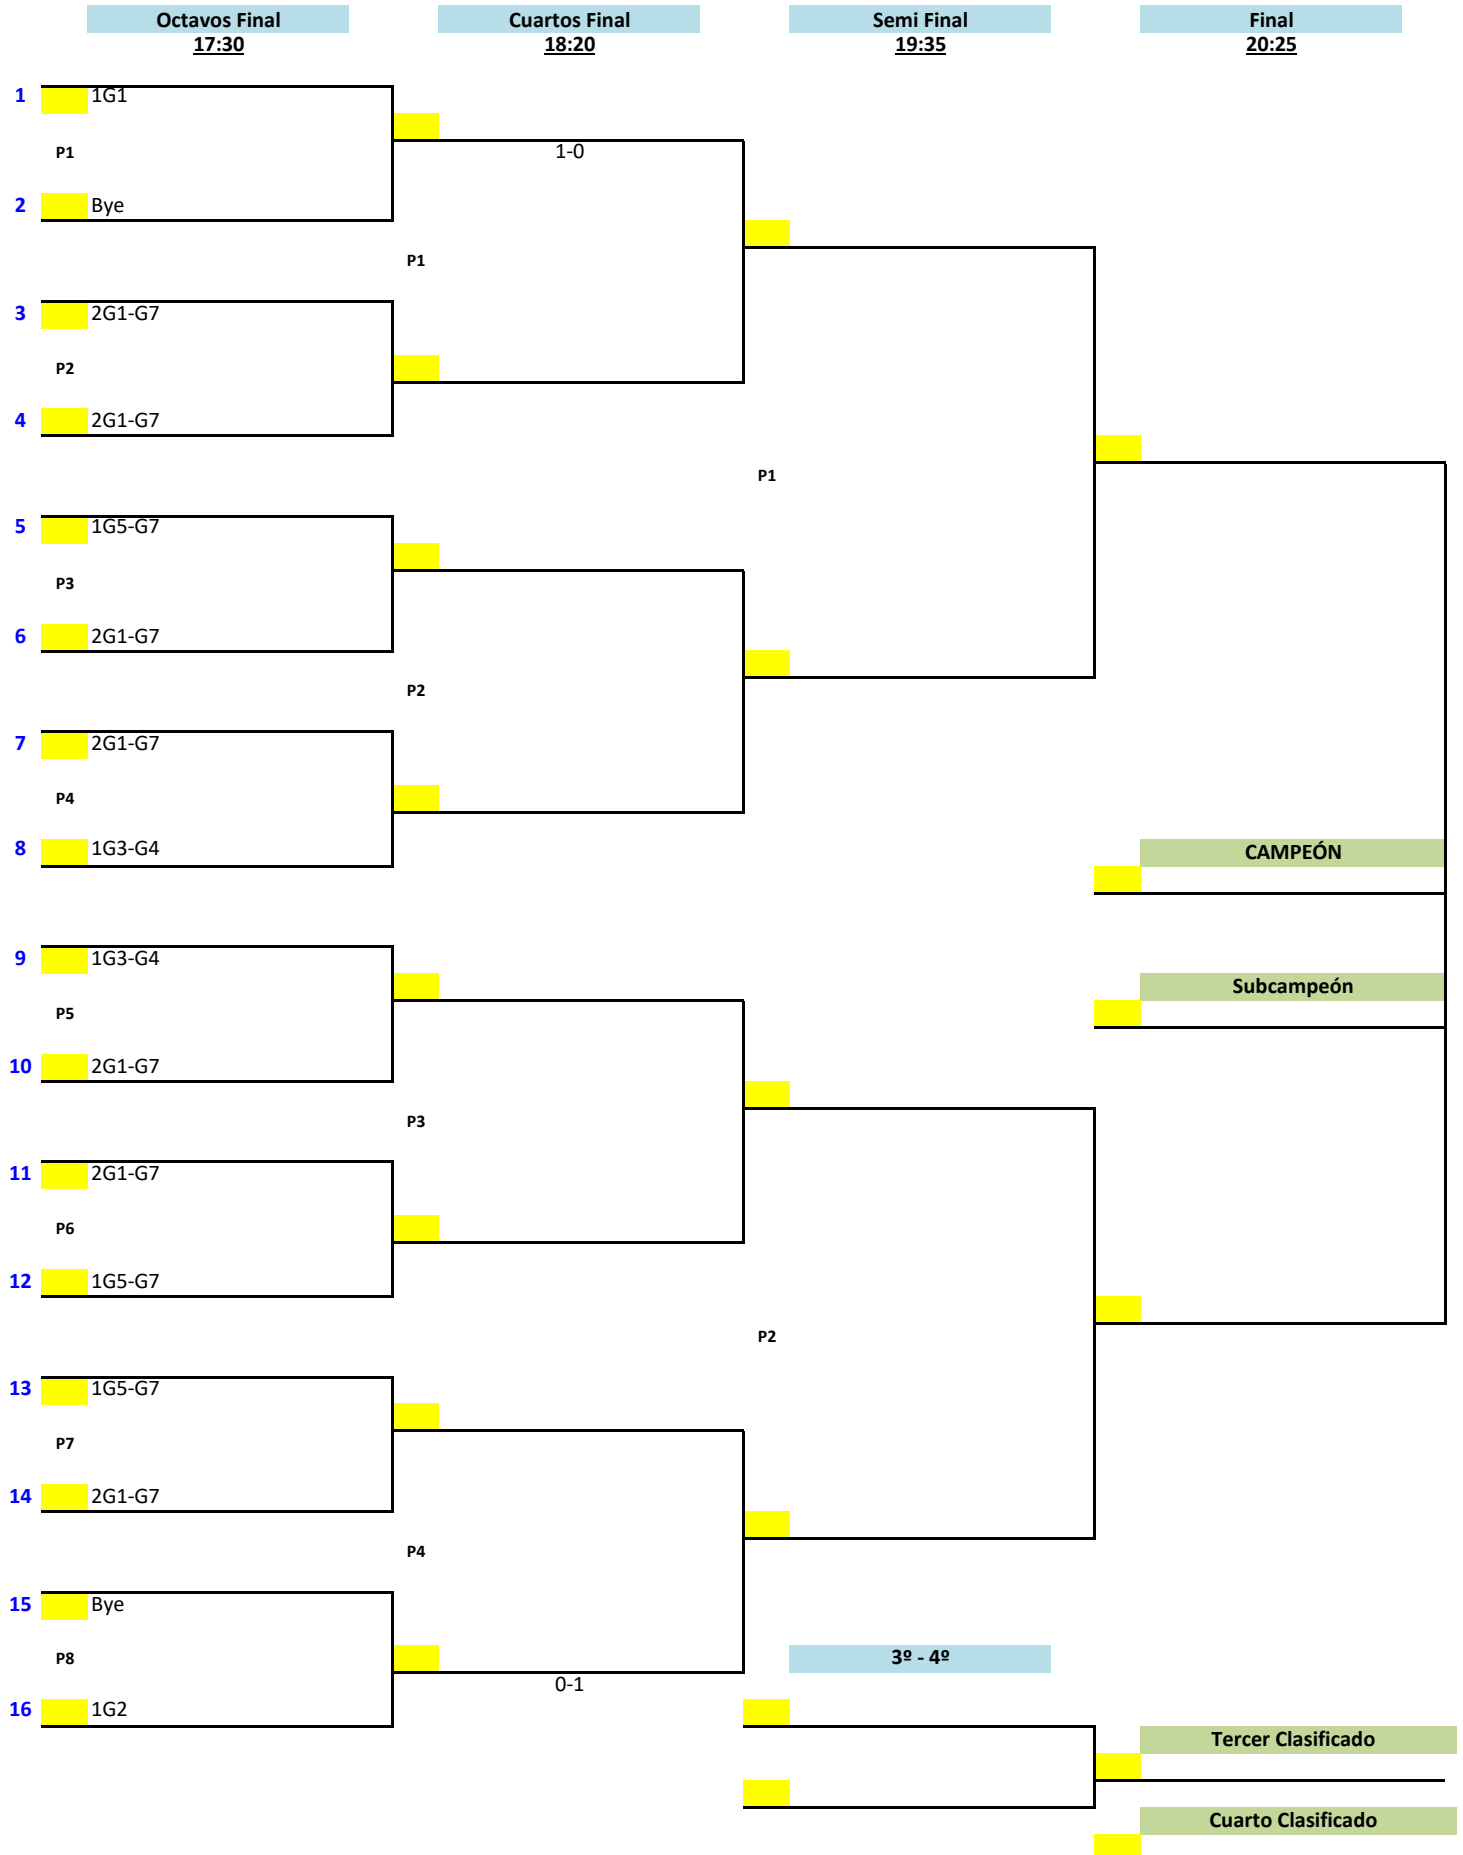 Octavos Final
Cuartos Final
Semi Final
Final
17:30
18:20
19:35
20:25
1 1G1
P1
1-0
2 Bye
P1
3 2G1-G7
P2
4 2G1-G7
P1
5 1G5-G7
P3
6 2G1-G7
P2
7 2G1-G7
P4
8 1G3-G4
CAMPEÓN
9 1G3-G4
Subcampeón
P5
10 2G1-G7
P3
11 2G1-G7
P6
12 1G5-G7
P2
13 1G5-G7
P7
14 2G1-G7
P4
15 Bye
P8
3º - 4º
0-1
16 1G2
Tercer Clasificado
Cuarto Clasificado